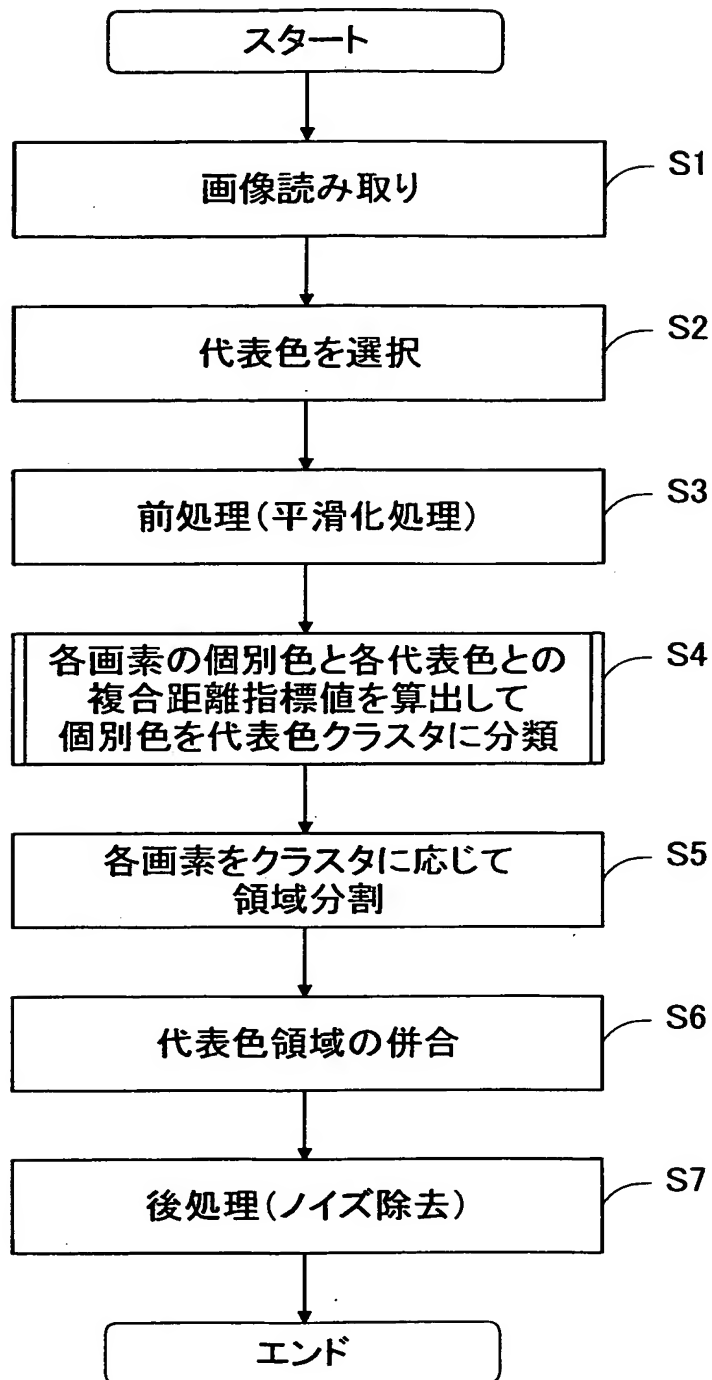 スタート
画像読み取り
S1
代表色を選択
S2
前処理(平滑化処理)
S3
各画素の個別色と各代表色との
複合距離指標値を算出して
個別色を代表色クラスタに分類
S4
各画素をクラスタに応じて
領域分割
S5
代表色領域の併合
S6
後処理(ノイズ除去)
S7
エンド